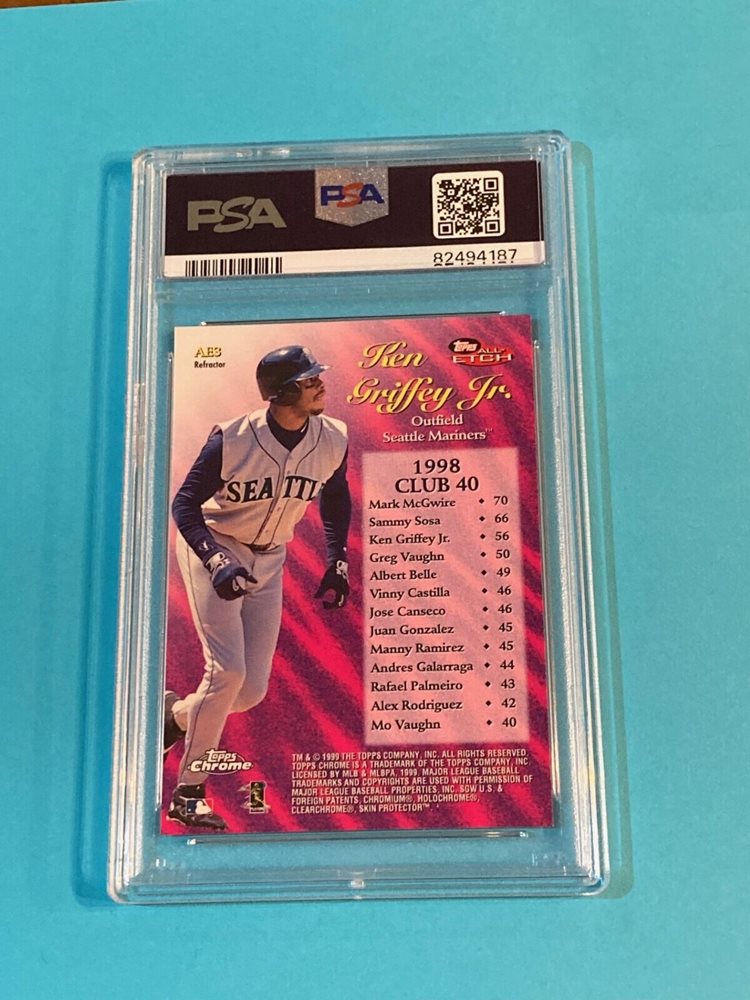 PSA
PSA
82494187
AE3
Refractor
Ken
Griffey Jr.
Topps ALL-ETCH
Outfield
Seattle Mariners™
SEATTL
1998
CLUB 40
Mark McGwire ♦ 70
Sammy Sosa ♦ 66
Ken Griffey Jr. ♦ 56
Greg Vaughn ♦ 50
Albert Belle ♦ 49
Vinny Castilla ♦ 46
Jose Canseco ♦ 46
Juan Gonzalez ♦ 45
Manny Ramirez ♦ 45
Andres Galarraga ♦ 44
Rafael Palmeiro ♦ 43
Alex Rodriguez ♦ 42
Mo Vaughn ♦ 40
Topps
Chrome
TM & © 1999 THE TOPPS COMPANY, INC. ALL RIGHTS RESERVED.
TOPPS CHROME IS A TRADEMARK OF THE TOPPS COMPANY, INC
LICENSED BY MLB & MLBPA, 1999. MAJOR LEAGUE BASEBALL
TRADEMARKS AND COPYRIGHTS ARE USED WITH PERMISSION OF
MAJOR LEAGUE BASEBALL PROPERTIES, INC. SGW U.S. &
FOREIGN PATENTS, CHROMIUM®, HOLOCHROME®,
CLEARCHROME®, SKIN PROTECTOR™